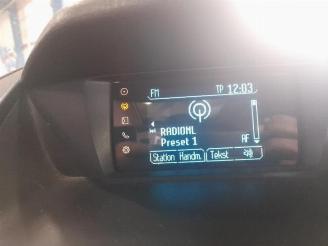 FM TP 12:03
RADIONL
Preset 1 AF
Station Handm. Tekst